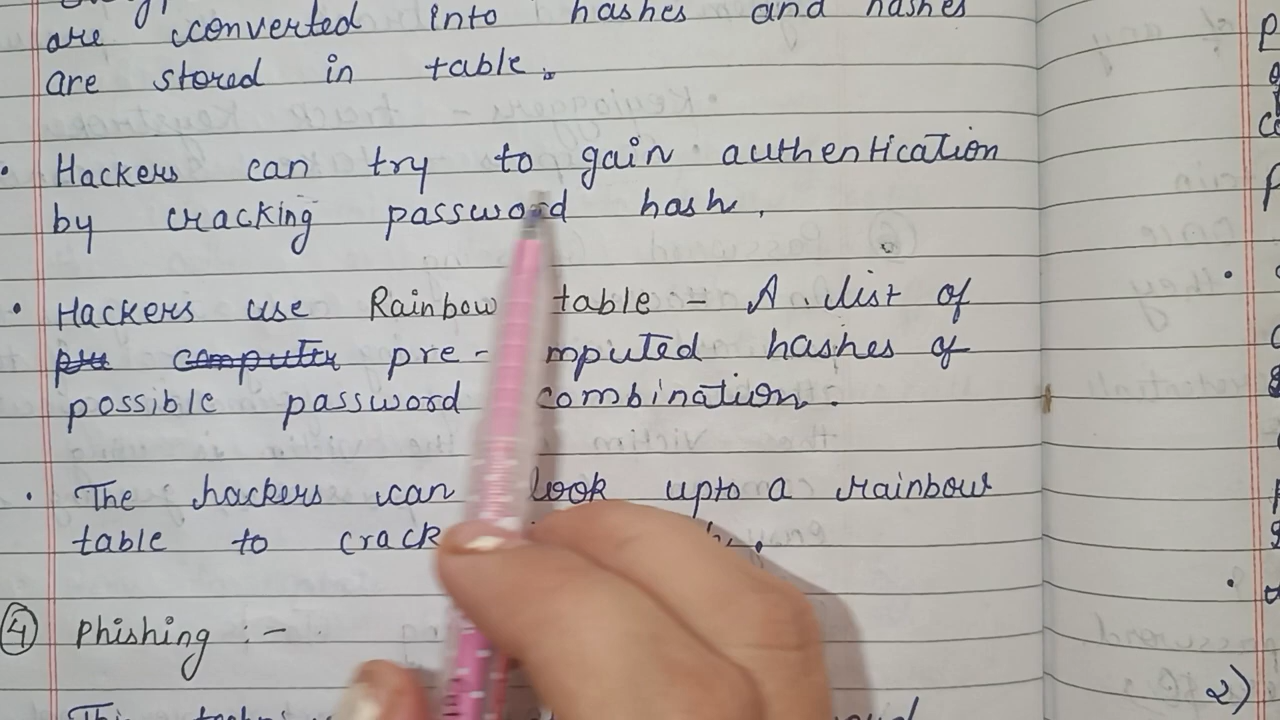 are converted into hashes and hashes
are stored in table.
• Hackers can try to gain authentication
by cracking password hash.
• Hackers use Rainbow table - A list of
pre- mputed hashes of
possible password combination.
• The hackers can look upto a rainbow
table to crack
④ Phishing :-
2)